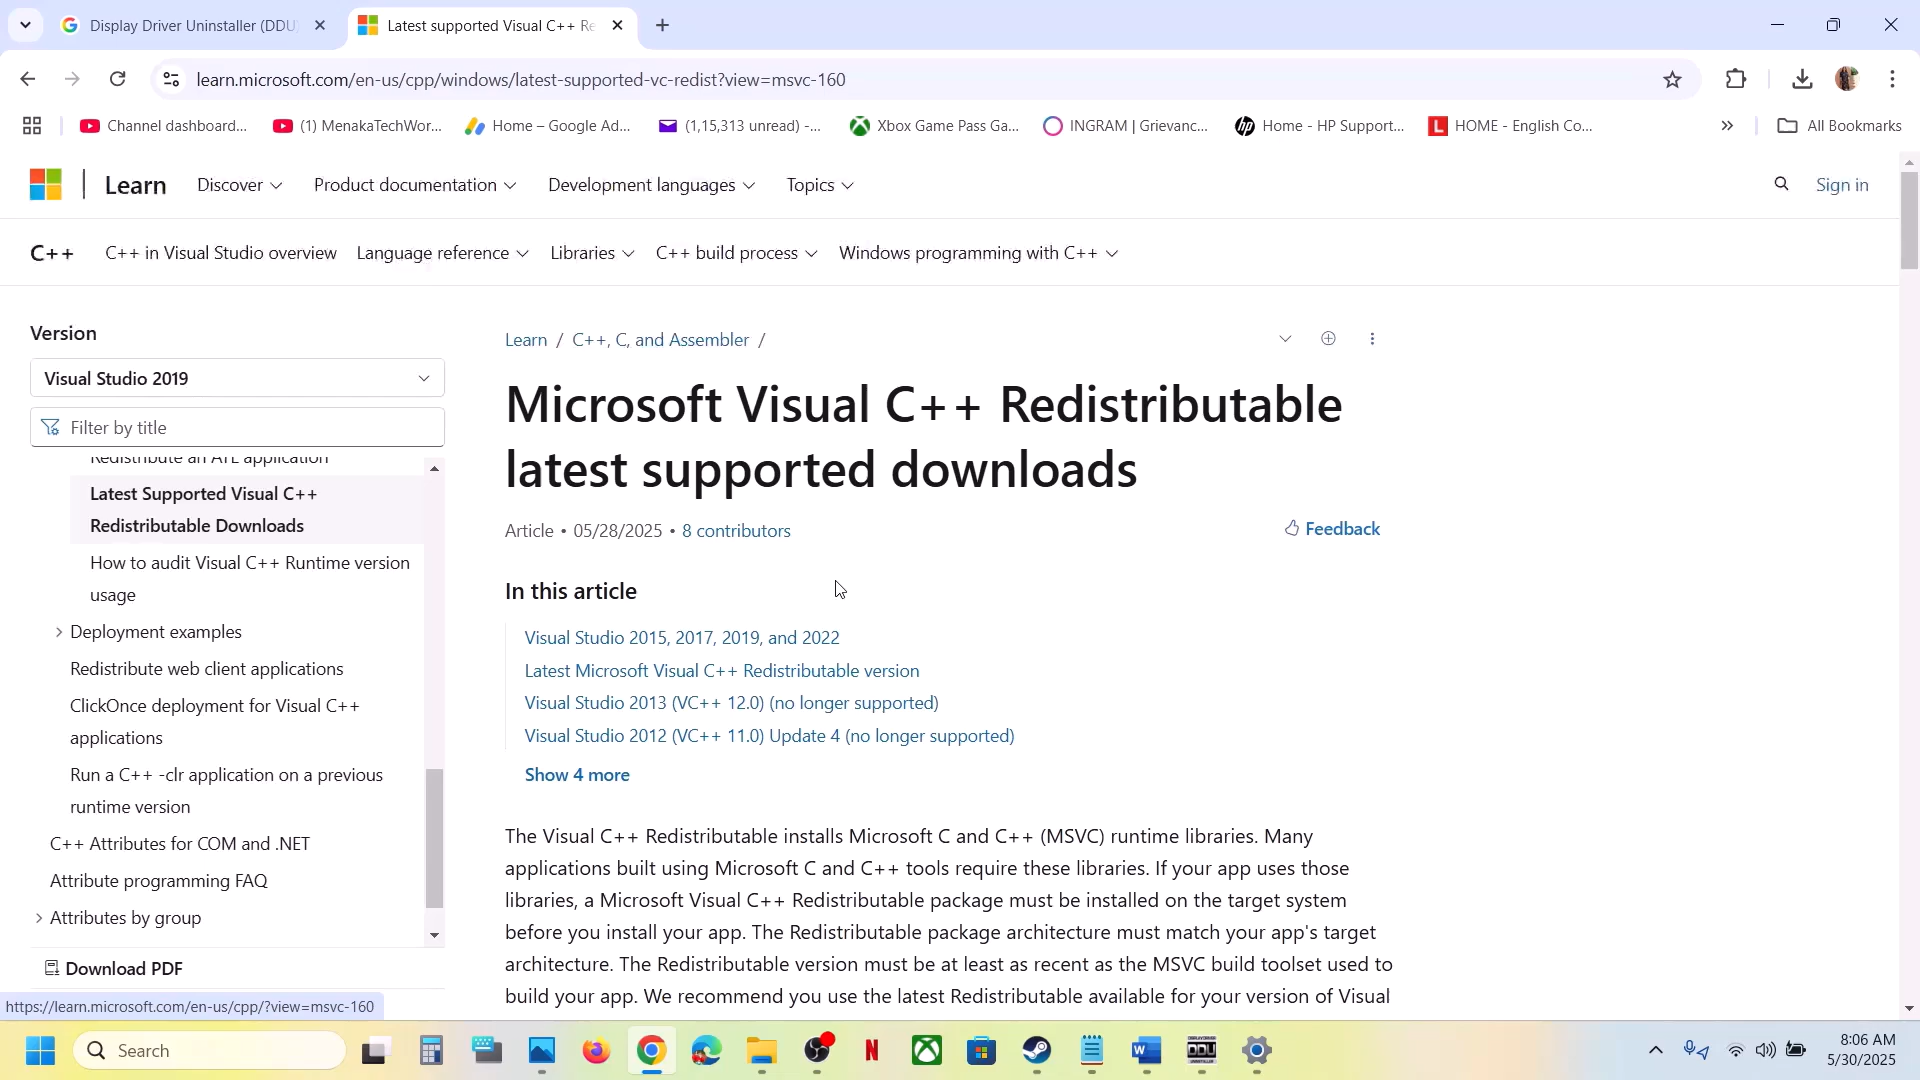 Display Driver Uninstaller (DDU
Latest supported Visual C++ Re
learn.microsoft.com/en-us/cpp/windows/latest-supported-vc-redist?view=msvc-160
Channel dashboard...
(1) MenakaTechWor...
Home – Google Ad...
(1,15,313 unread) -...
Xbox Game Pass Ga...
INGRAM | Grievanc...
Home - HP Support...
HOME - English Co...
All Bookmarks
Learn
Discover
Product documentation
Development languages
Topics
Sign in
C++
C++ in Visual Studio overview
Language reference
Libraries
C++ build process
Windows programming with C++
Version
Visual Studio 2019
Filter by title
Redistribute an ATL application
Latest Supported Visual C++
Redistributable Downloads
How to audit Visual C++ Runtime version
usage
Deployment examples
Redistribute web client applications
ClickOnce deployment for Visual C++
applications
Run a C++ -clr application on a previous
runtime version
C++ Attributes for COM and .NET
Attribute programming FAQ
Attributes by group
Download PDF
https://learn.microsoft.com/en-us/cpp/?view=msvc-160
Learn / C++, C, and Assembler /
Microsoft Visual C++ Redistributable
latest supported downloads
Article • 05/28/2025 • 8 contributors
Feedback
In this article
Visual Studio 2015, 2017, 2019, and 2022
Latest Microsoft Visual C++ Redistributable version
Visual Studio 2013 (VC++ 12.0) (no longer supported)
Visual Studio 2012 (VC++ 11.0) Update 4 (no longer supported)
Show 4 more
The Visual C++ Redistributable installs Microsoft C and C++ (MSVC) runtime libraries. Many
applications built using Microsoft C and C++ tools require these libraries. If your app uses those
libraries, a Microsoft Visual C++ Redistributable package must be installed on the target system
before you install your app. The Redistributable package architecture must match your app's target
architecture. The Redistributable version must be at least as recent as the MSVC build toolset used to
build your app. We recommend you use the latest Redistributable available for your version of Visual
Search
DDU
8:06 AM
5/30/2025